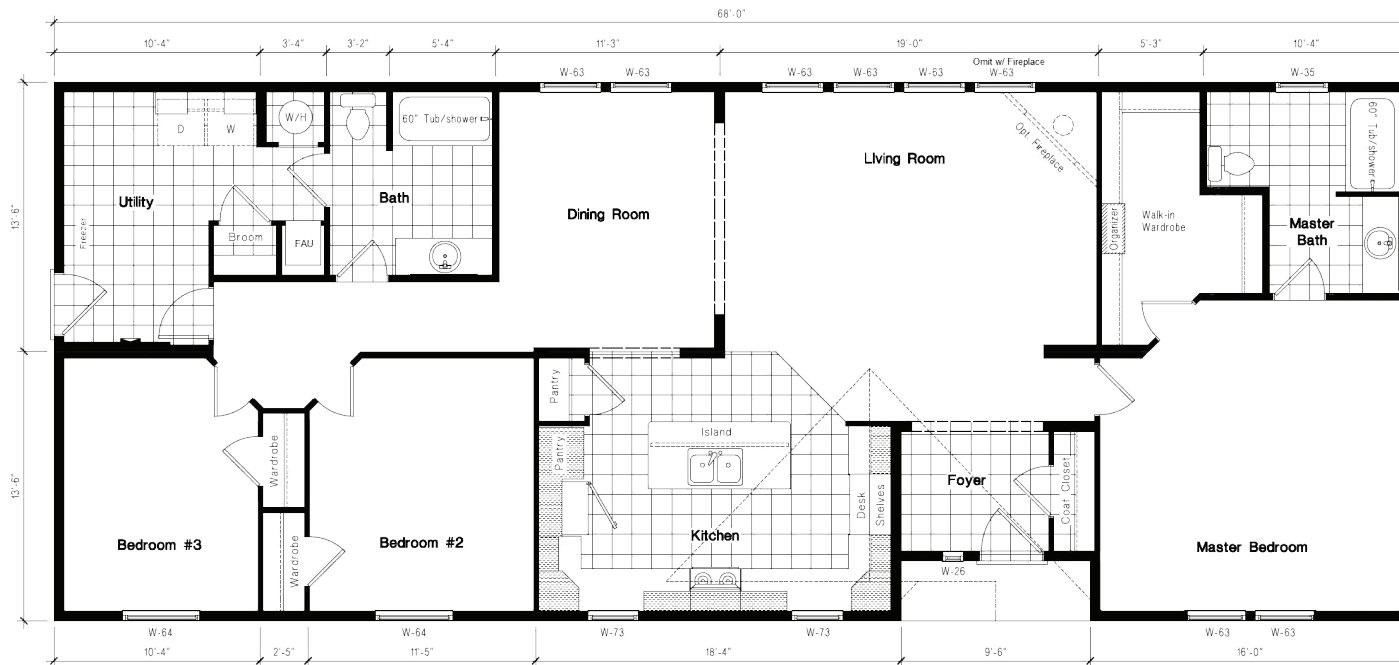 68'-0"
10'-4"
3'-4"
3'-2"
5'-4"
11'-3"
19'-0"
5'-3"
10'-4"
Omit w/ Fireplace
W-63
W-63
W-63
W-63
W-63
W-63
W-35
D
W
W/H
60" Tub/shower
60" Tub/shower
Opt. Fireplace
Living Room
Utility
Bath
Dining Room
13'-6"
Freezer
Broom
FAU
Organizer
Walk-in
Wardrobe
Master
Bath
Pantry
Island
Pantry
Wardrobe
Desk
Shelves
Foyer
Coat Closet
13'-6"
Kitchen
Bedroom #3
Wardrobe
Bedroom #2
Master Bedroom
W-26
W-64
W-64
W-73
W-73
W-63
W-63
10'-4"
2'-5"
11'-5"
18'-4"
9'-6"
16'-0"